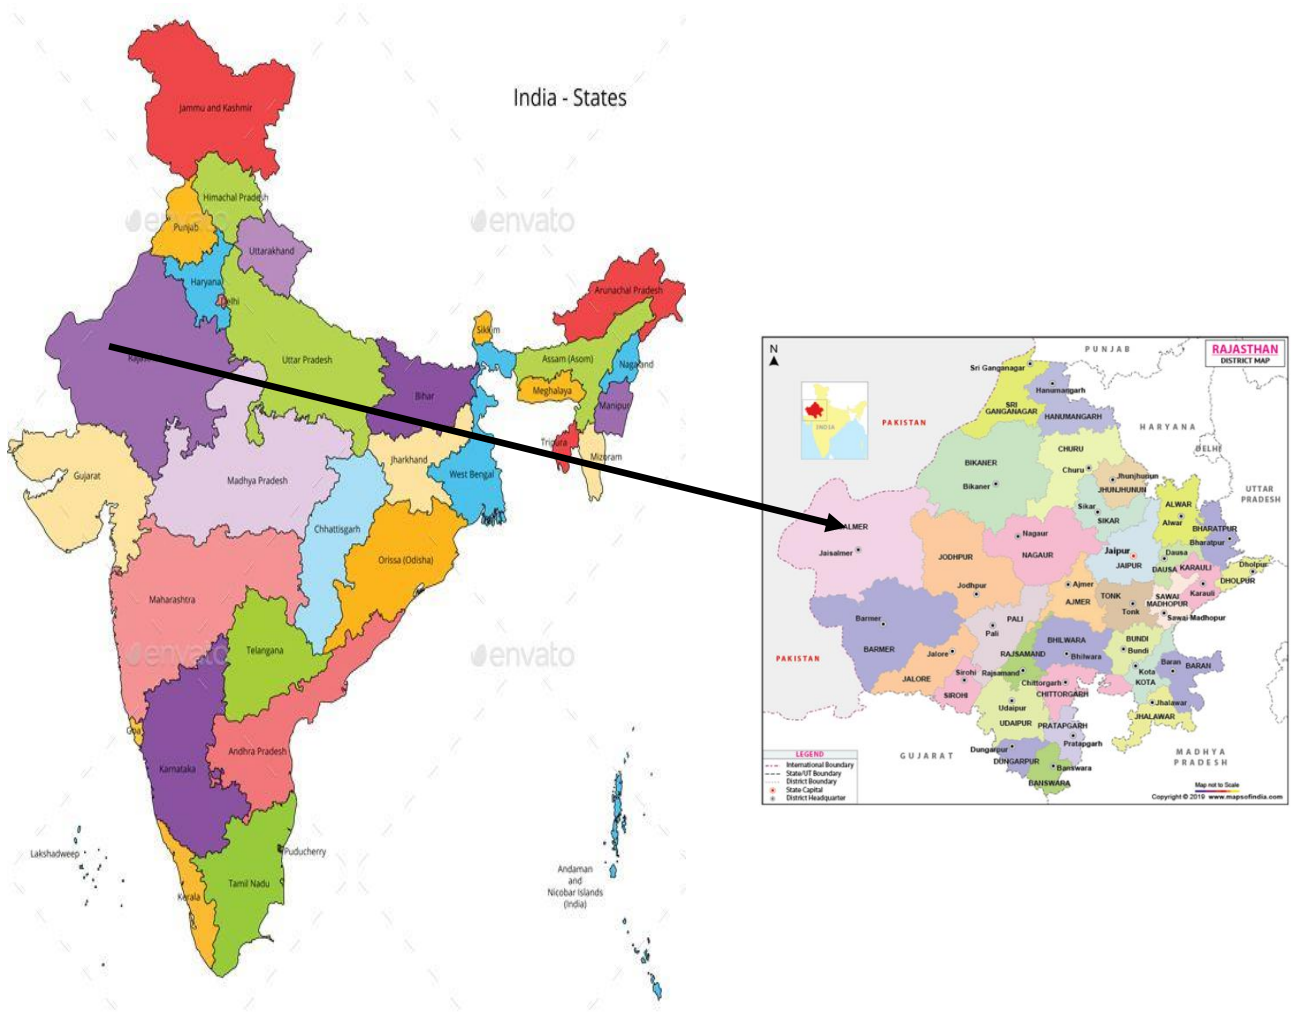 India - States
Jammu and Kashmir
Himachal Pradesh
envato
Punjab
envato
Uttarakhand
Haryana
Delhi
Arunachal Pradesh
Sikkim
Uttar Pradesh
Assam (Asom)
Nagaland
Meghalaya
Bihar
Manipur
Tripura
Mizoram
Jharkhand
West Bengal
Gujarat
Madhya Pradesh
Chhattisgarh
Orissa (Odisha)
Maharashtra
envato
Telangana
envato
Goa
Andhra Pradesh
Karnataka
Lakshadweep
Puducherry
Tamil Nadu
Kerala
Andaman
and
Nicobar Islands
(India)
N
PUNJAB
RAJASTHAN
DISTRICT MAP
Sri Ganganagar
Hanumangarh
SRI
GANGANAGAR
HANUMANGARH
INDIA
PAKISTAN
HARYANA
DELHI
CHURU
BIKANER
Churu
Jhunjhunun
JHUNJHUNUN
Bikaner
UTTAR
PRADESH
Sikar
SIKAR
ALWAR
Alwar
BHARATPUR
Bharatpur
ALMER
Jaisalmer
Nagaur
NAGAUR
JODHPUR
Jaipur
JAIPUR
Dausa
DAUSA
KARAULI
Karauli
Dholpur
DHOLPUR
Jodhpur
Ajmer
AJMER
TONK
Tonk
SAWAI
MADHOPUR
Sawai Madhopur
Barmer
BARMER
PALI
Pali
BHILWARA
Bhilwara
BUNDI
Bundi
Jalore
JALORE
RAJSAMAND
Rajsamand
Kota
KOTA
Baran
BARAN
PAKISTAN
Sirohi
SIROHI
Chittorgarh
CHITTORGARH
Jhalawar
JHALAWAR
Udaipur
UDAIPUR
PRATAPGARH
Pratapgarh
GUJARAT
Dungarpur
DUNGARPUR
Banswara
BANSWARA
MADHYA
PRADESH
LEGEND
International Boundary
State/UT Boundary
District Boundary
State Capital
District Headquarter
Map not to Scale
Copyright © 2019 www.mapsofindia.com